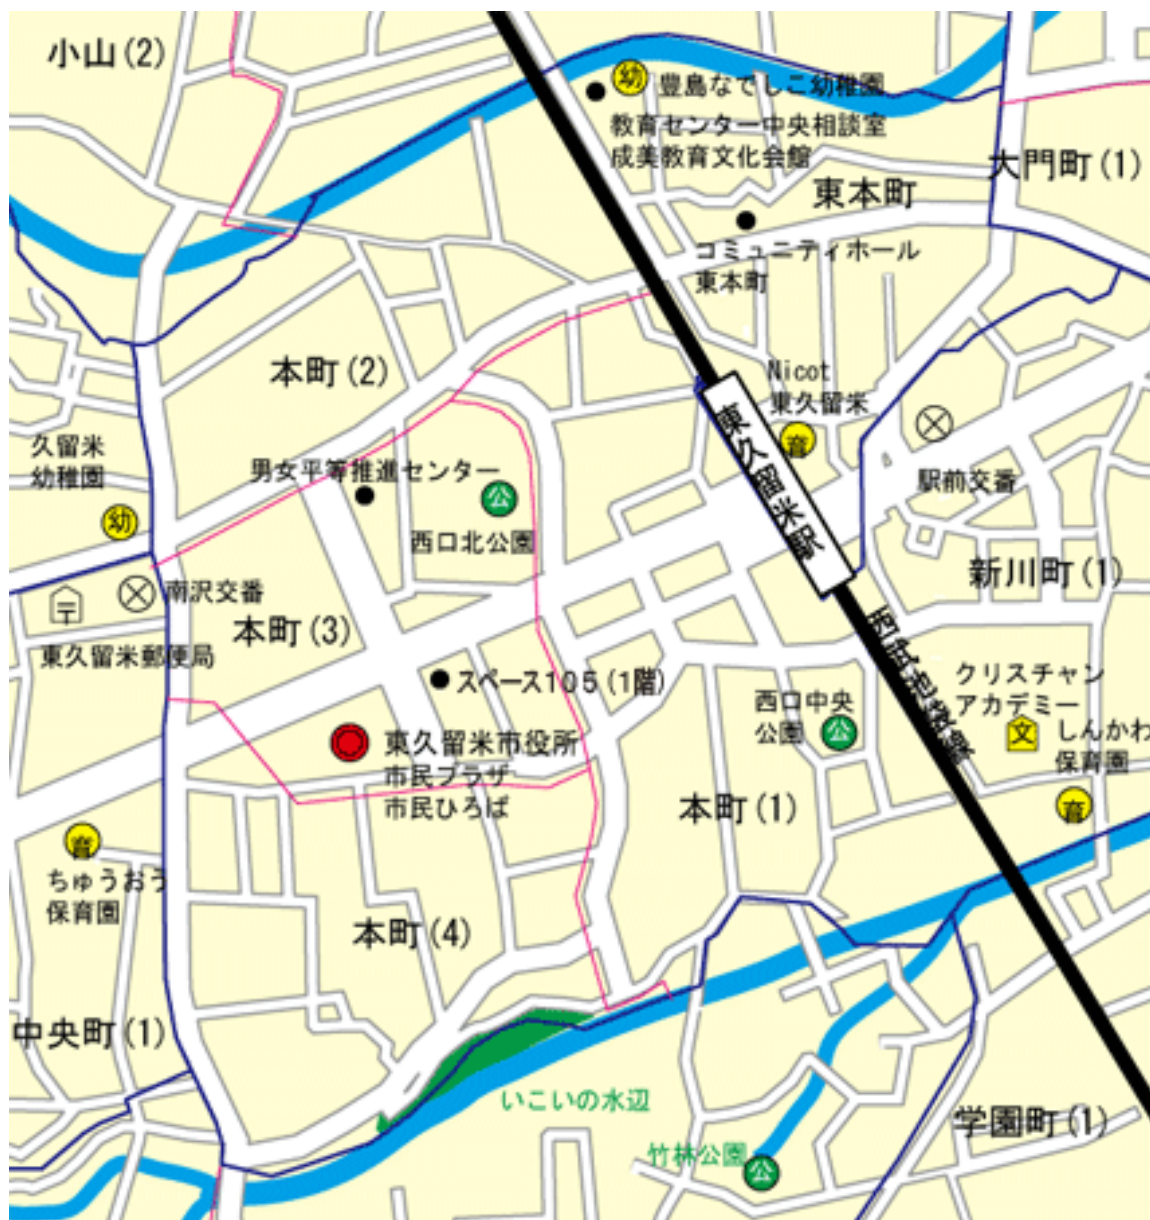 小山(2)
幼
豊島なでしこ幼稚園
教育センター中央相談室
成美教育文化会館
大門町(1)
東本町
コミュニティホール
東本町
本町(2)
Nicot
東久留米
育
東久留米駅
久留米
幼稚園
幼
男女平等推進センター
公
西口北公園
駅前交番
新川町(1)
〒
南沢交番
東久留米郵便局
本町(3)
スペース105(1階)
西武池袋線
クリスチャン
アカデミー
文
西口中央
公園
公
しんかわ
保育園
育
東久留米市役所
市民プラザ
市民ひろば
本町(1)
育
ちゅうおう
保育園
本町(4)
中央町(1)
いこいの水辺
学園町(1)
竹林公園
公